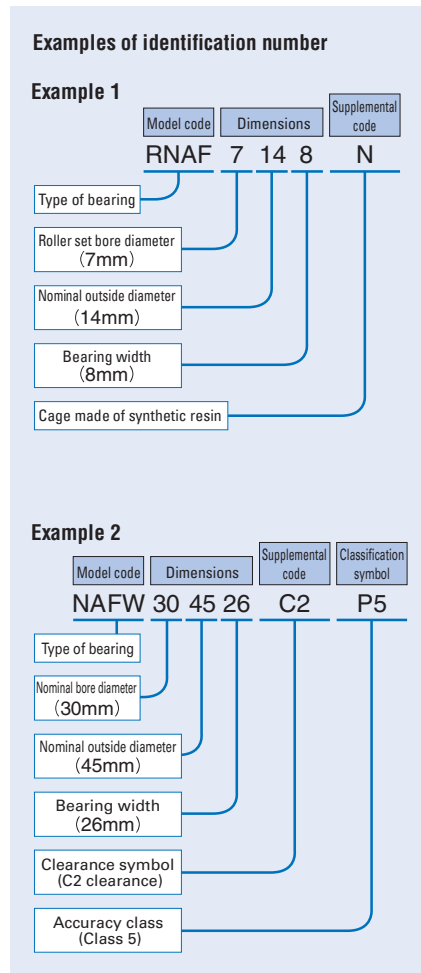 Examples of identification number
Example 1
Model code Dimensions Supplemental code
RNAF 7 14 8 N
Type of bearing
Roller set bore diameter
（7mm）
Nominal outside diameter
（14mm）
Bearing width
（8mm）
Cage made of synthetic resin
Example 2
Model code Dimensions Supplemental code Classification symbol
NAFW 30 45 26 C2 P5
Type of bearing
Nominal bore diameter
（30mm）
Nominal outside diameter
（45mm）
Bearing width
（26mm）
Clearance symbol
(C2 clearance)
Accuracy class
(Class 5)